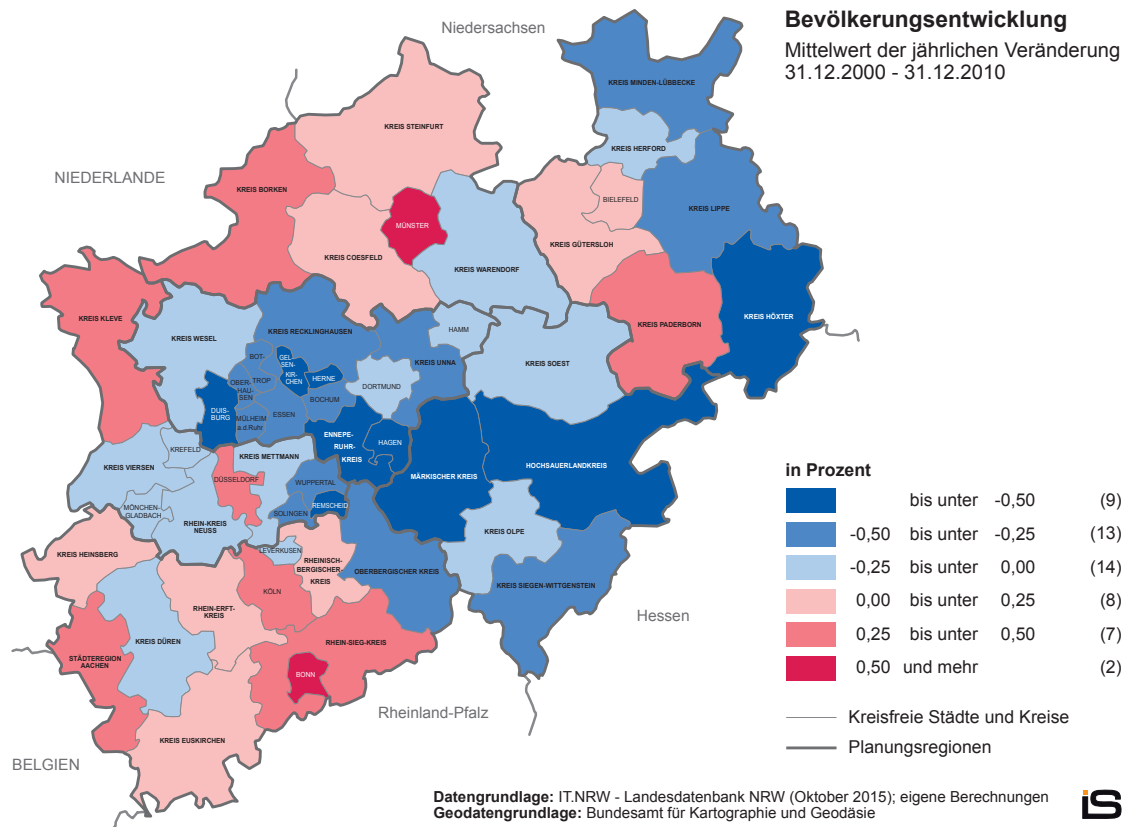 Niedersachsen
Bevölkerungsentwicklung
Mittelwert der jährlichen Veränderung
31.12.2000 - 31.12.2010
KREIS MINDEN-LÜBBECKE
KREIS STEINFURT
KREIS HERFORD
NIEDERLANDE
KREIS BORKEN
BIELEFELD
KREIS LIPPE
MÜNSTER
KREIS GÜTERSLOH
KREIS COESFELD
KREIS WARENDORF
KREIS KLEVE
KREIS PADERBORN
KREIS HÖXTER
KREIS RECKLINGHAUSEN
HAMM
KREIS WESEL
KREIS UNNA
KREIS SOEST
BOT-
TROP
GEL-
SEN-
KIR-
CHEN
HERNE
OBER-
HAU-
SEN
DORTMUND
BOCHUM
DUIS-
BURG
MÜLHEIM
a.d.Ruhr
ESSEN
ENNEPE-
RUHR-
KREIS
HAGEN
KREFELD
KREIS METTMANN
KREIS VIERSEN
MÄRKISCHER KREIS
HOCHSAUERLANDKREIS
DÜSSELDORF
WUPPERTAL
REMSCHEID
SOLINGEN
MÖNCHEN-
GLADBACH
RHEIN-KREIS
NEUSS
KREIS OLPE
KREIS HEINSBERG
LEVERKUSEN
RHEINISCH-
BERGISCHER-
KREIS
OBERBERGISCHER KREIS
KREIS SIEGEN-WITTGENSTEIN
KÖLN
RHEIN-ERFT-
KREIS
Hessen
KREIS DÜREN
RHEIN-SIEG-KREIS
STÄDTEREGION
AACHEN
BONN
Rheinland-Pfalz
KREIS EUSKIRCHEN
BELGIEN
in Prozent
bis unter -0,50 (9)
-0,50 bis unter -0,25 (13)
-0,25 bis unter 0,00 (14)
0,00 bis unter 0,25 (8)
0,25 bis unter 0,50 (7)
0,50 und mehr (2)
Kreisfreie Städte und Kreise
Planungsregionen
Datengrundlage: IT.NRW - Landesdatenbank NRW (Oktober 2015); eigene Berechnungen
Geodatengrundlage: Bundesamt für Kartographie und Geodäsie
iS